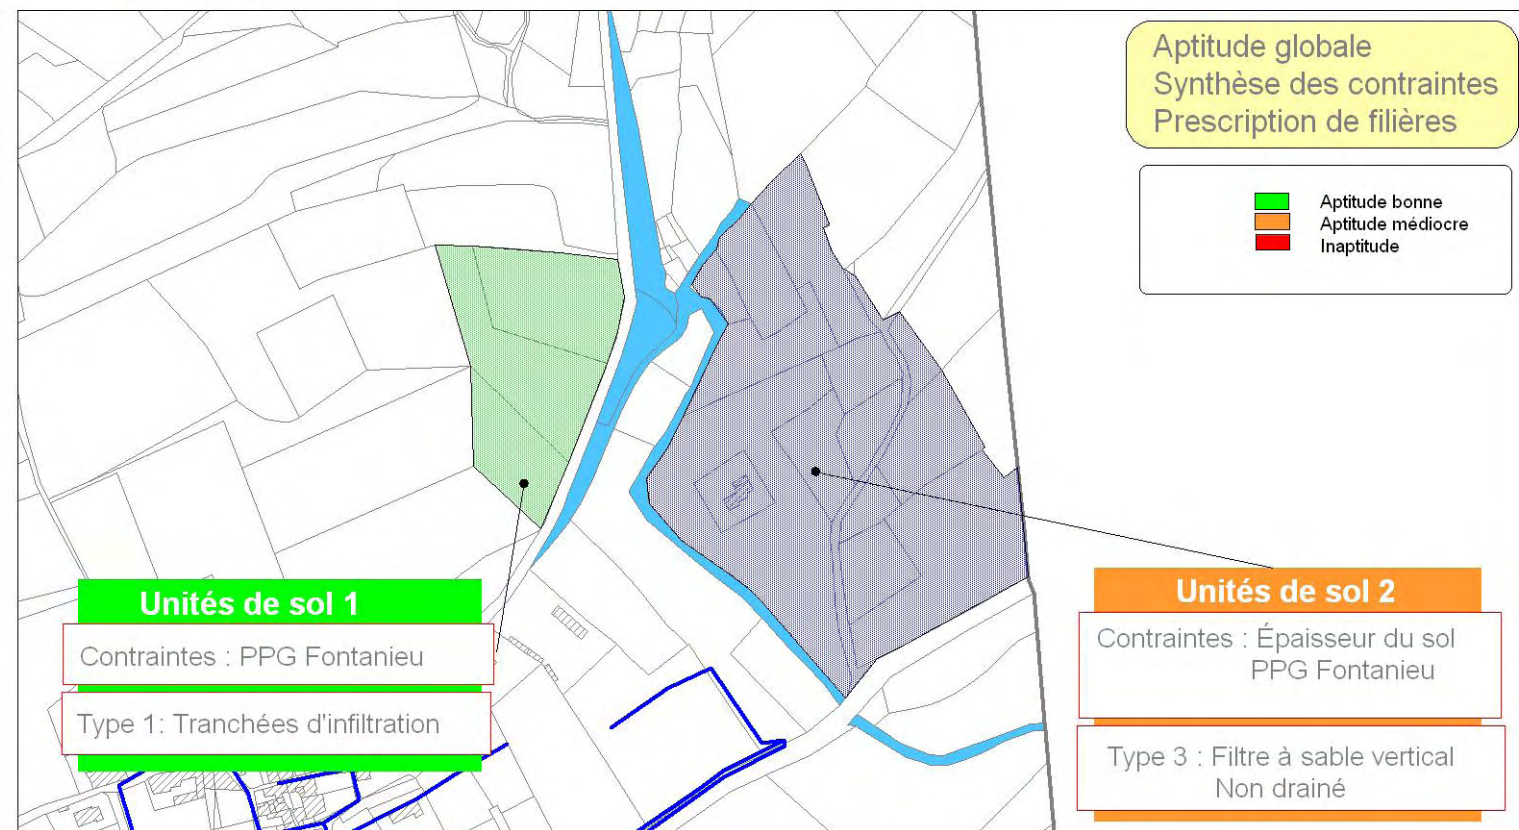 Aptitude globale
Synthèse des contraintes
Prescription de filières
Aptitude bonne
Aptitude médiocre
Inaptitude
Unités de sol 1
Contraintes : PPG Fontanieu
Type 1: Tranchées d'infiltration
Unités de sol 2
Contraintes : Épaisseur du sol
PPG Fontanieu
Type 3 : Filtre à sable vertical
Non drainé